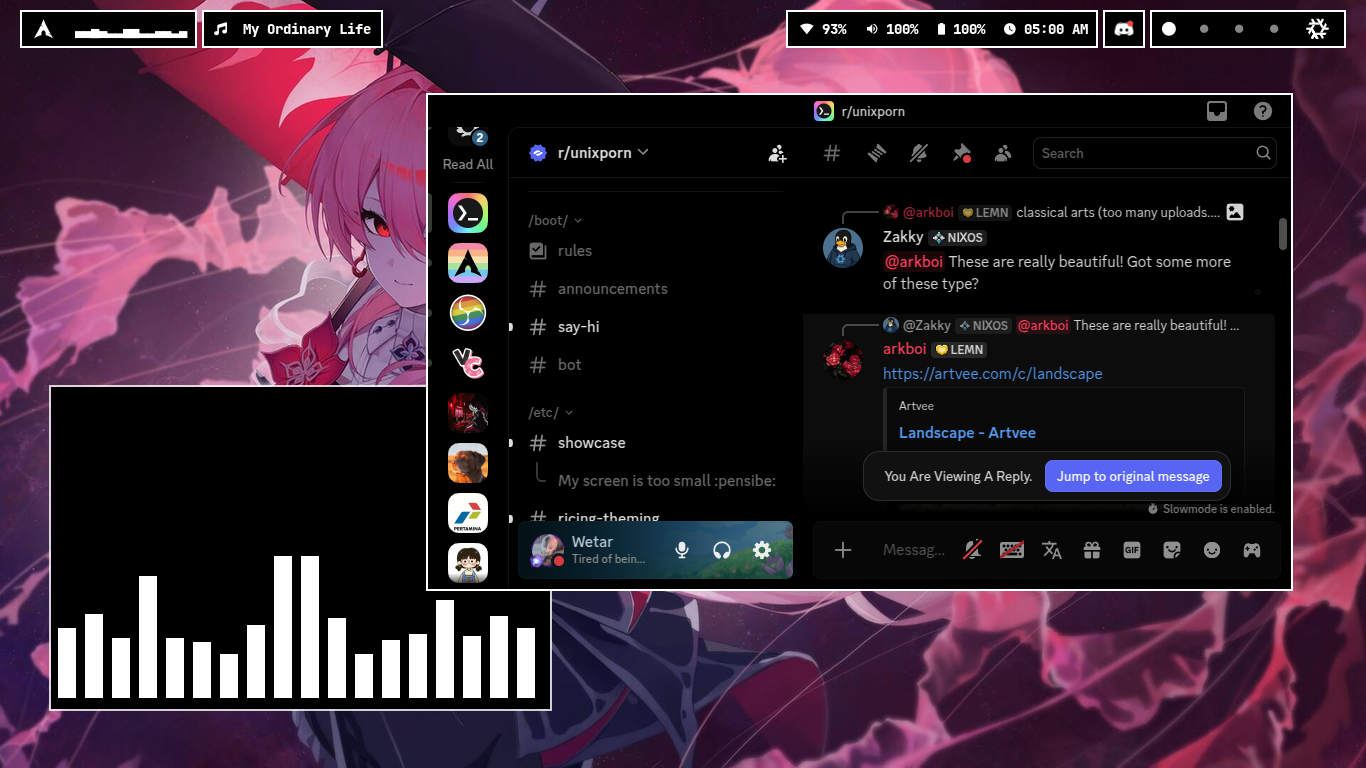 My Ordinary Life
93% 100% 100% 05:00 AM
r/unixporn
2
Read All
PERTAMINA
r/unixporn
/boot/
rules
announcements
say-hi
bot
/etc/
showcase
My screen is too small :pensibe:
ricing-theming
Wetar
Tired of bein...
Search
@arkboi LEMN classical arts (too many uploads....
Zakky NIXOS
@arkboi These are really beautiful! Got some more
of these type?
@Zakky NIXOS @arkboi These are really beautiful! ...
arkboi LEMN
https://artvee.com/c/landscape
Artvee
Landscape - Artvee
You Are Viewing A Reply. Jump to original message
Slowmode is enabled.
Messag...
GIF